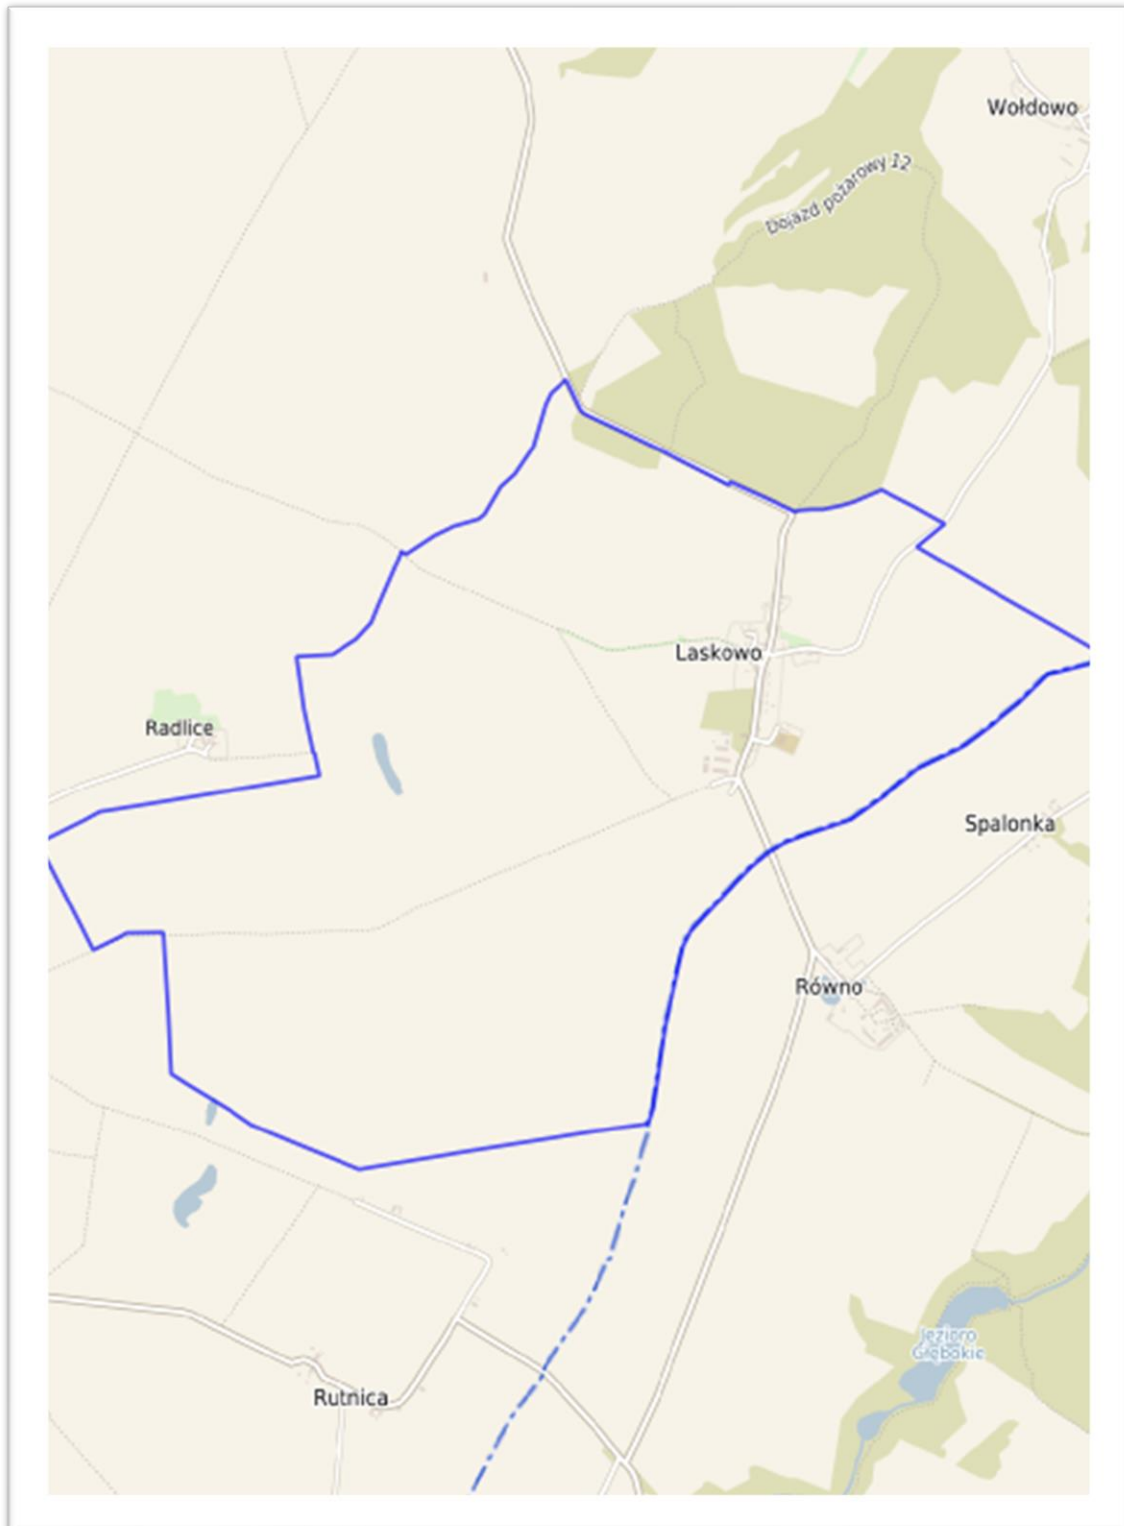 Wołdowo
Dojazd pożarowy 12
Laskowo
Radlice
Spalonka
Równo
Jezioro
Głębokie
Rutnica